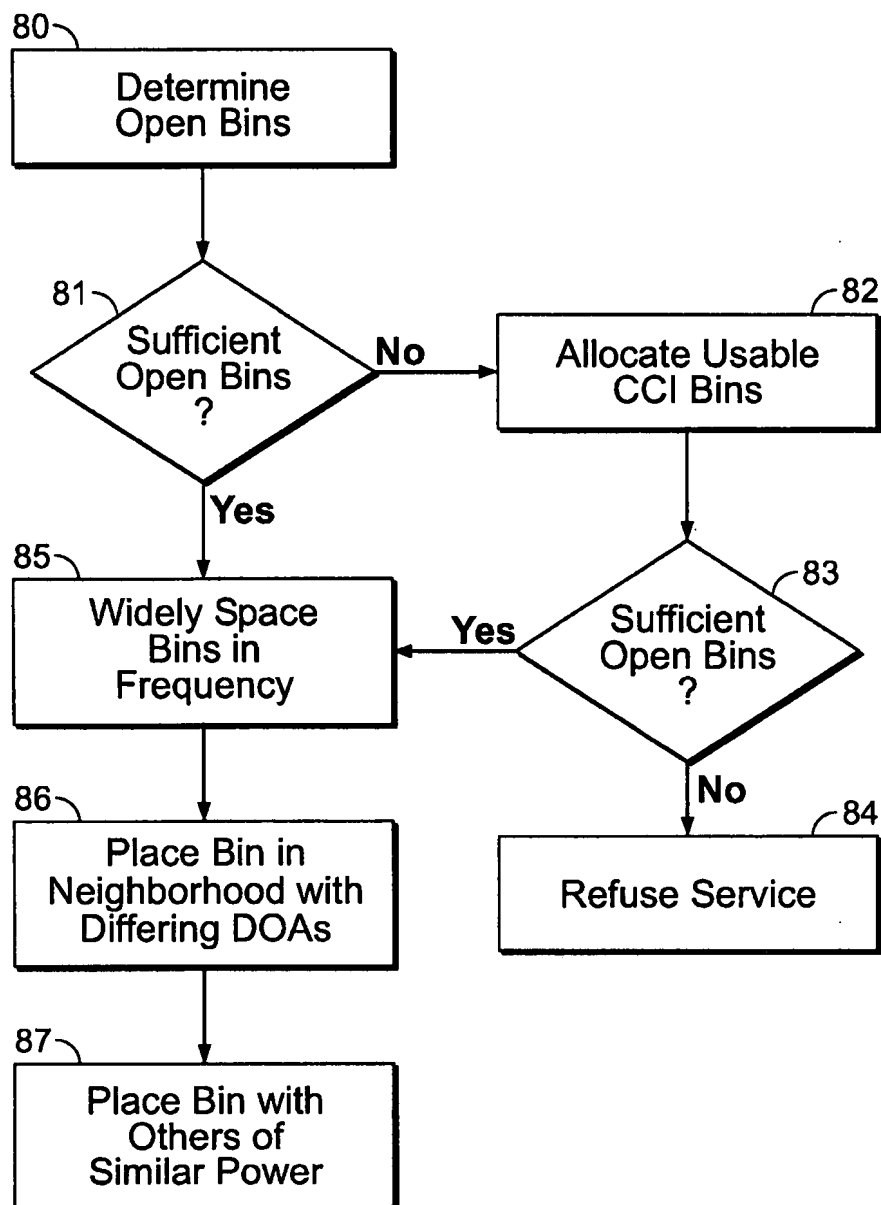 80
Determine
Open Bins
81
Sufficient
Open Bins
?
No
82
Allocate Usable
CCI Bins
Yes
85
Widely Space
Bins in
Frequency
Yes
83
Sufficient
Open Bins
?
No
86
Place Bin in
Neighborhood with
Differing DOAs
84
Refuse Service
87
Place Bin with
Others of
Similar Power